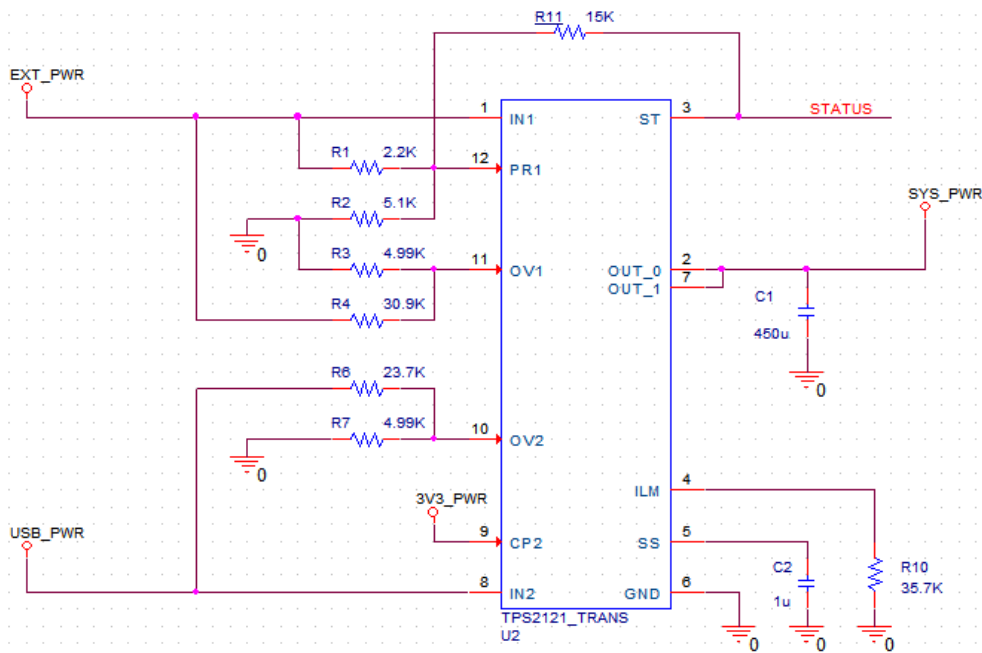 R11 15K
EXT_PWR
1 IN1 ST 3 STATUS
R1 2.2K 12 PR1
R2 5.1K
0
SYS_PWR
R3 4.99K 11 OV1 OUT_0 2
OUT_1 7
R4 30.9K
C1
450u
0
R6 23.7K
R7 4.99K 10 OV2
0
3V3_PWR
ILM 4
USB_PWR
9 CP2 SS 5
C2
1u
R10
35.7K
8 IN2 GND 6
TPS2121_TRANS
U2
0 0 0